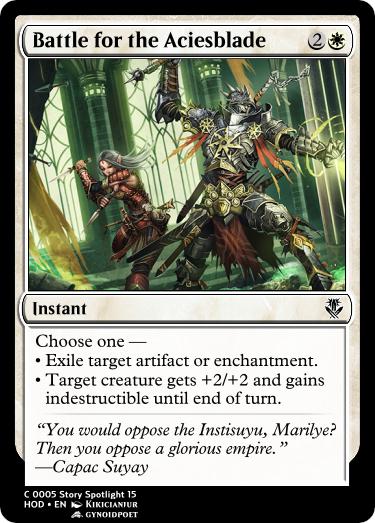 Battle for the Aciesblade 2
Instant
Choose one —
• Exile target artifact or enchantment.
• Target creature gets +2/+2 and gains
indestructible until end of turn.
“You would oppose the Instisuyu, Marilye?
Then you oppose a glorious empire.”
—Capac Suyay
C 0005 Story Spotlight 15
HOD • EN KIKICIANJUR
GYNOIDPOET